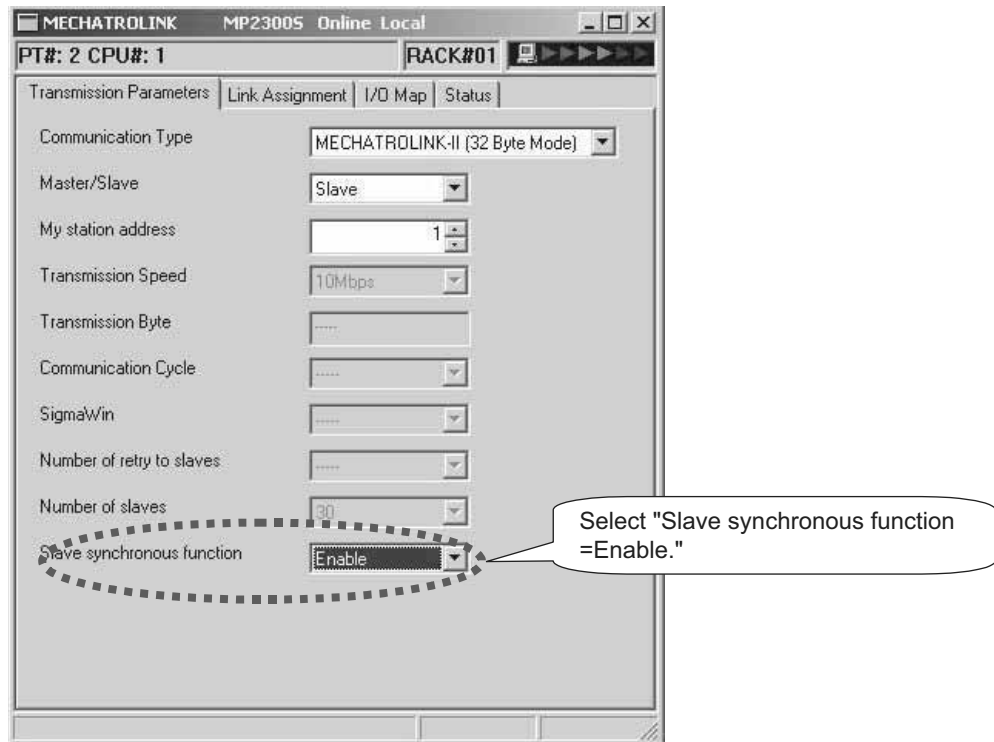 MECHATROLINK MP2300S Online Local
PT#: 2 CPU#: 1 RACK#01
Transmission Parameters Link Assignment I/O Map Status
Communication Type MECHATROLINK-II (32 Byte Mode)
Master/Slave Slave
My station address 1
Transmission Speed 10Mbps
Transmission Byte -----
Communication Cycle -----
SigmaWin -----
Number of retry to slaves -----
Number of slaves 30
Slave synchronous function Enable
Select "Slave synchronous function
=Enable."